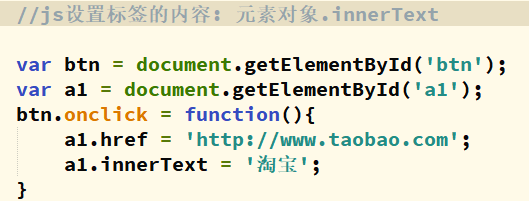 //js设置标签的内容: 元素对象.innerText
var btn = document.getElementById('btn');
var a1 = document.getElementById('a1');
btn.onclick = function(){
    a1.href = 'http://www.taobao.com';
    a1.innerText = '淘宝';
}